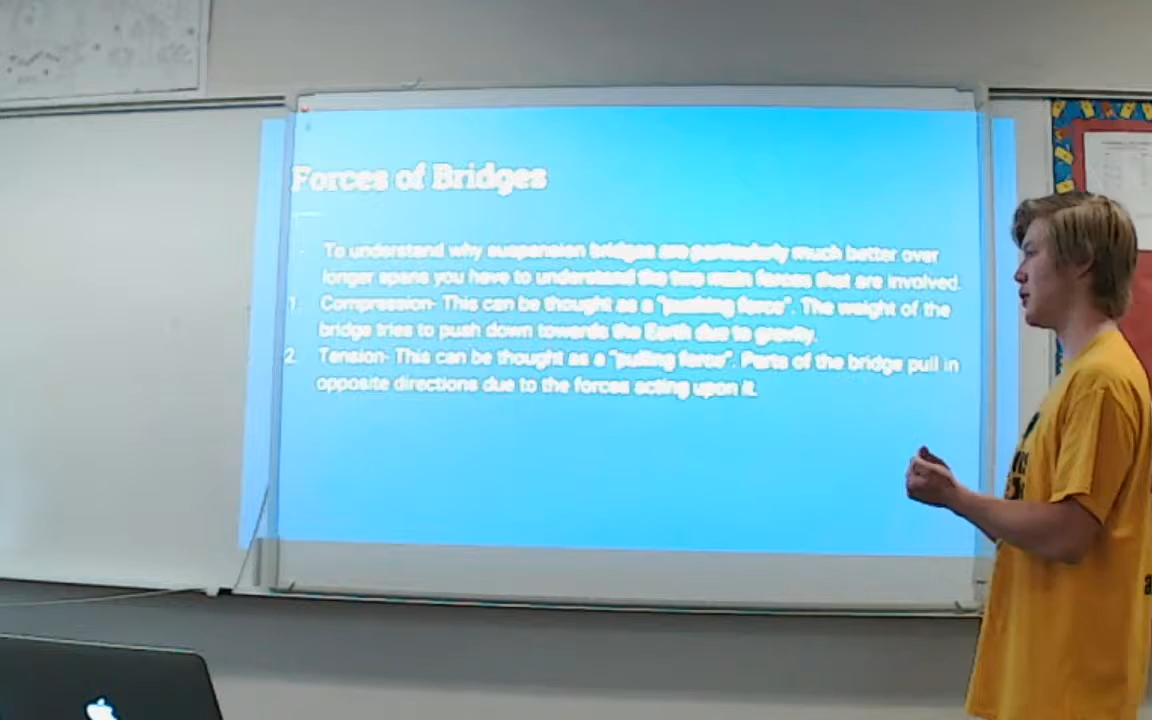 Forces of Bridges
To understand why suspension bridges are particularly much better over
longer spans you have to understand the two main forces that are involved.
1. Compression- This can be thought as a "pushing force". The weight of the
bridge tries to push down towards the Earth due to gravity.
2. Tension- This can be thought as a "pulling force". Parts of the bridge pull in
opposite directions due to the forces acting upon it.